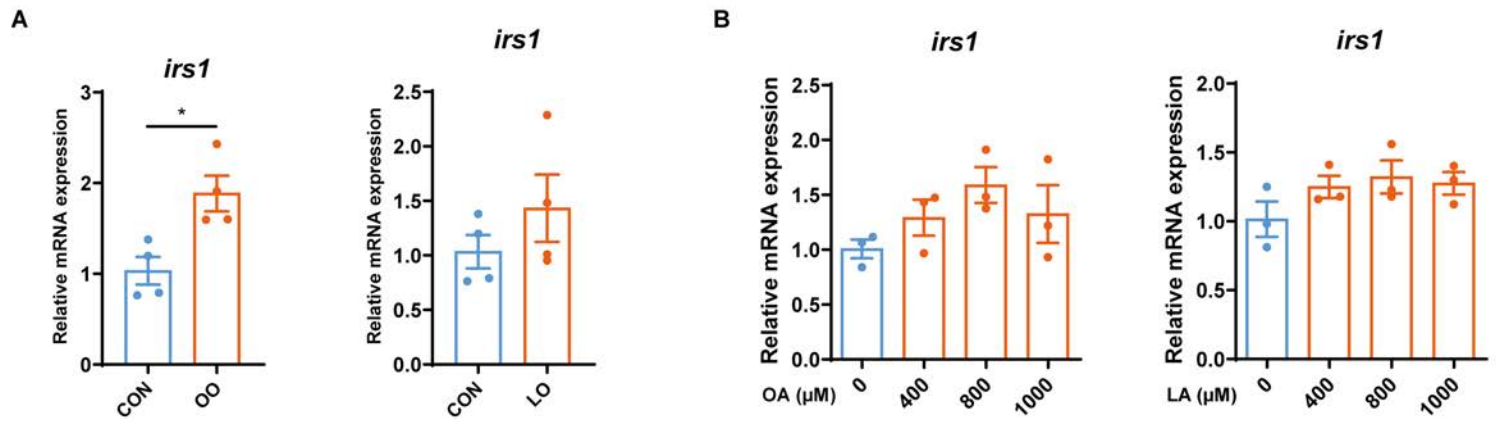 A
irs1
Relative mRNA expression
3
2
1
0
*
CON
OO
irs1
Relative mRNA expression
2.5
2.0
1.5
1.0
0.5
0.0
CON
LO
B
irs1
Relative mRNA expression
2.5
2.0
1.5
1.0
0.5
0.0
OA (μM)
0
400
800
1000
irs1
Relative mRNA expression
2.0
1.5
1.0
0.5
0.0
LA (μM)
0
400
800
1000